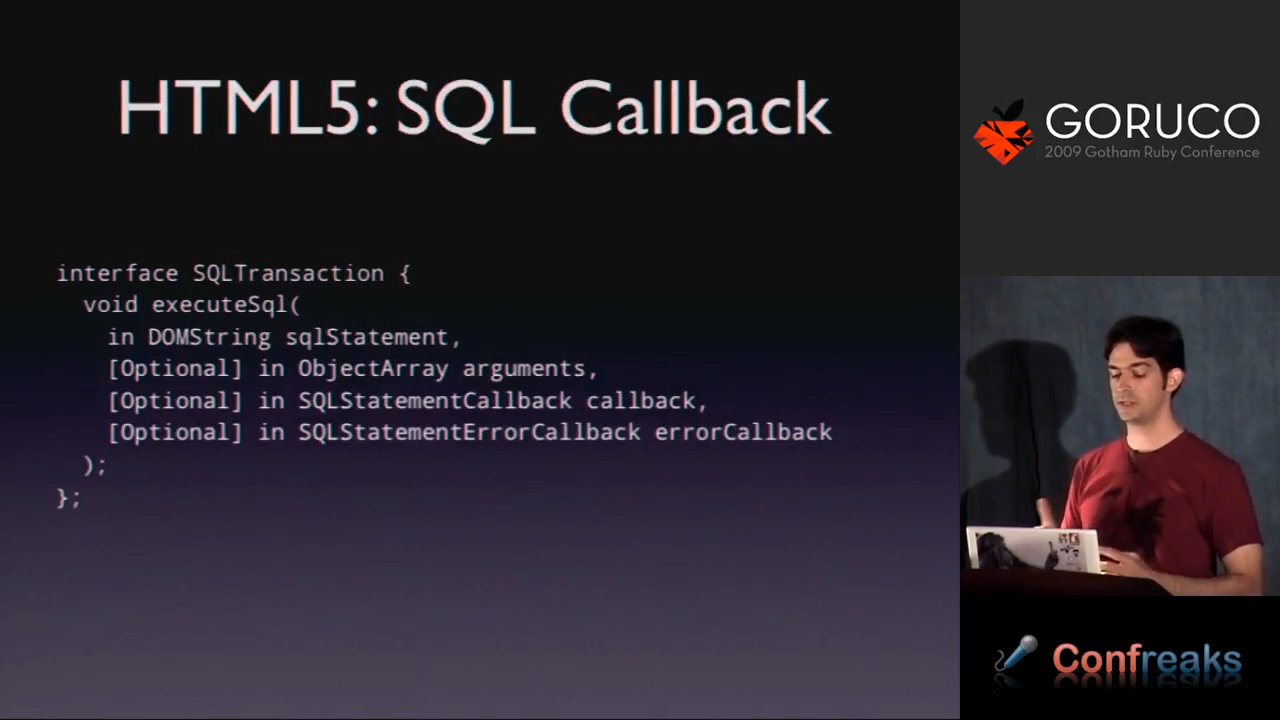 HTML5: SQL Callback
interface SQLTransaction {
void executeSql(
in DOMString sqlStatement,
[Optional] in ObjectArray arguments,
[Optional] in SQLStatementCallback callback,
[Optional] in SQLStatementErrorCallback errorCallback
);
};
GORUCO
2009 Gotham Ruby Conference
Confreaks